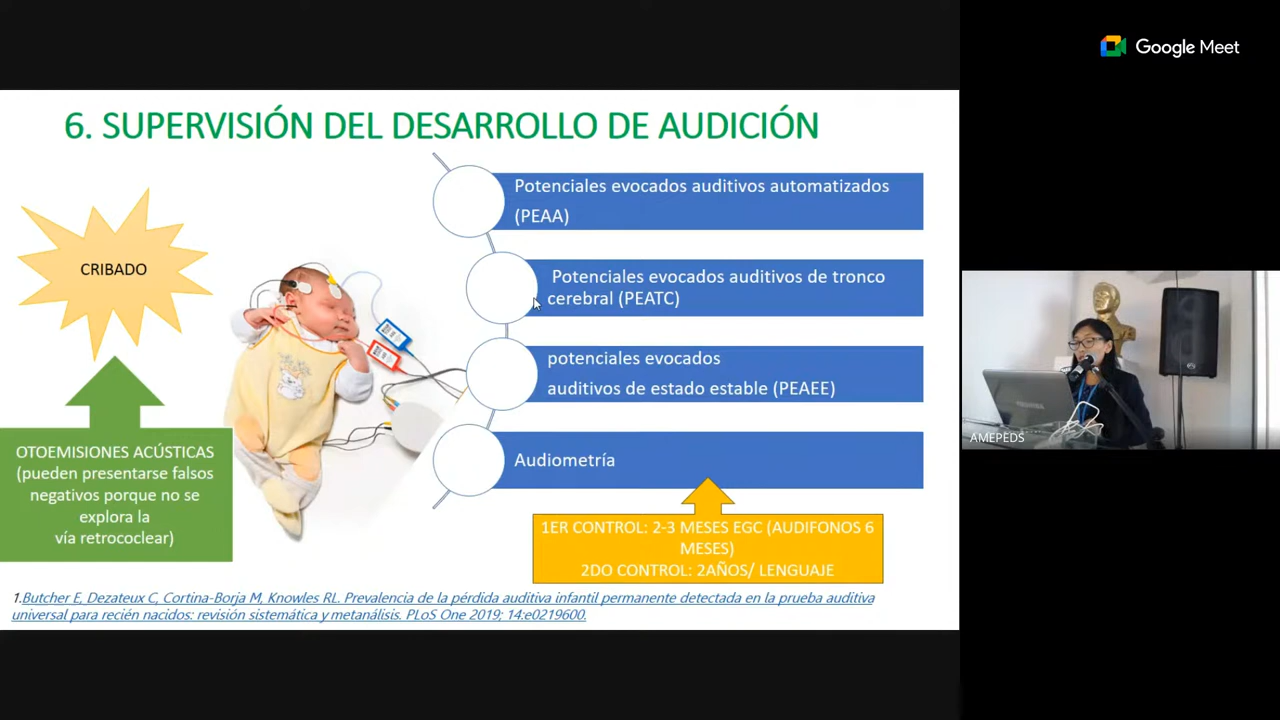 Google Meet
6. SUPERVISIÓN DEL DESARROLLO DE AUDICIÓN
CRIBADO
OTOEMISIONES ACÚSTICAS
(pueden presentarse falsos
negativos porque no se
explora la
vía retrococlear)
Potenciales evocados auditivos automatizados
(PEAA)
Potenciales evocados auditivos de tronco
cerebral (PEATC)
potenciales evocados
auditivos de estado estable (PEAEE)
Audiometría
1ER CONTROL: 2-3 MESES EGC (AUDIFONOS 6
MESES)
2DO CONTROL: 2AÑOS/ LENGUAJE
1.Butcher E, Dezateux C, Cortina-Borja M, Knowles RL. Prevalencia de la pérdida auditiva infantil permanente detectada en la prueba auditiva
universal para recién nacidos: revisión sistemática y metanálisis. PLoS One 2019; 14:e0219600.
AMEPEDS